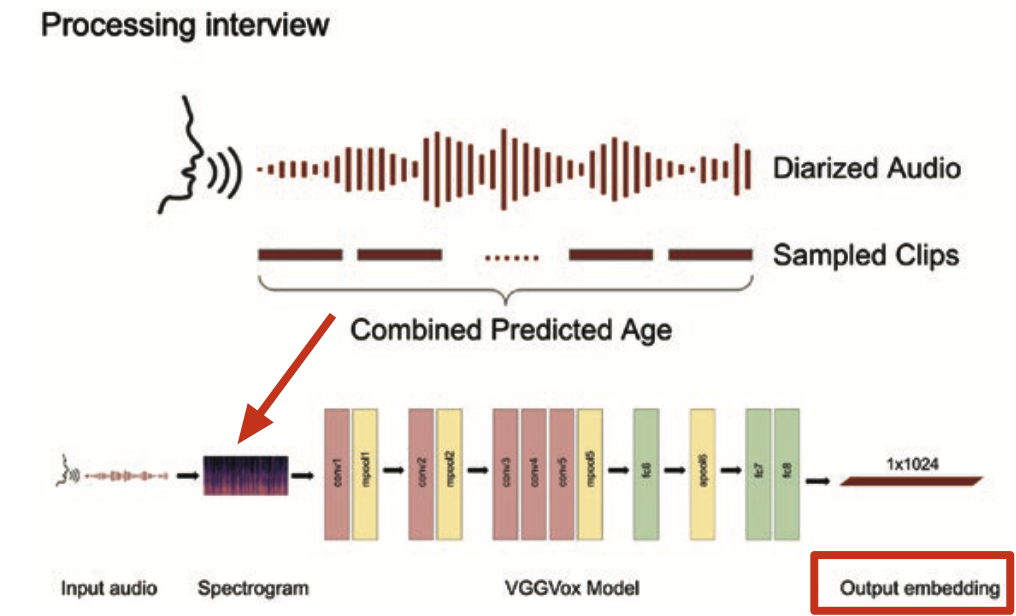 Processing interview
Diarized Audio
Sampled Clips
......
Combined Predicted Age
conv1
mpool1
conv2
mpool2
conv3
conv4
conv5
mpool5
fc6
apool6
fc7
fc8
1x1024
Input audio
Spectrogram
VGGVox Model
Output embedding